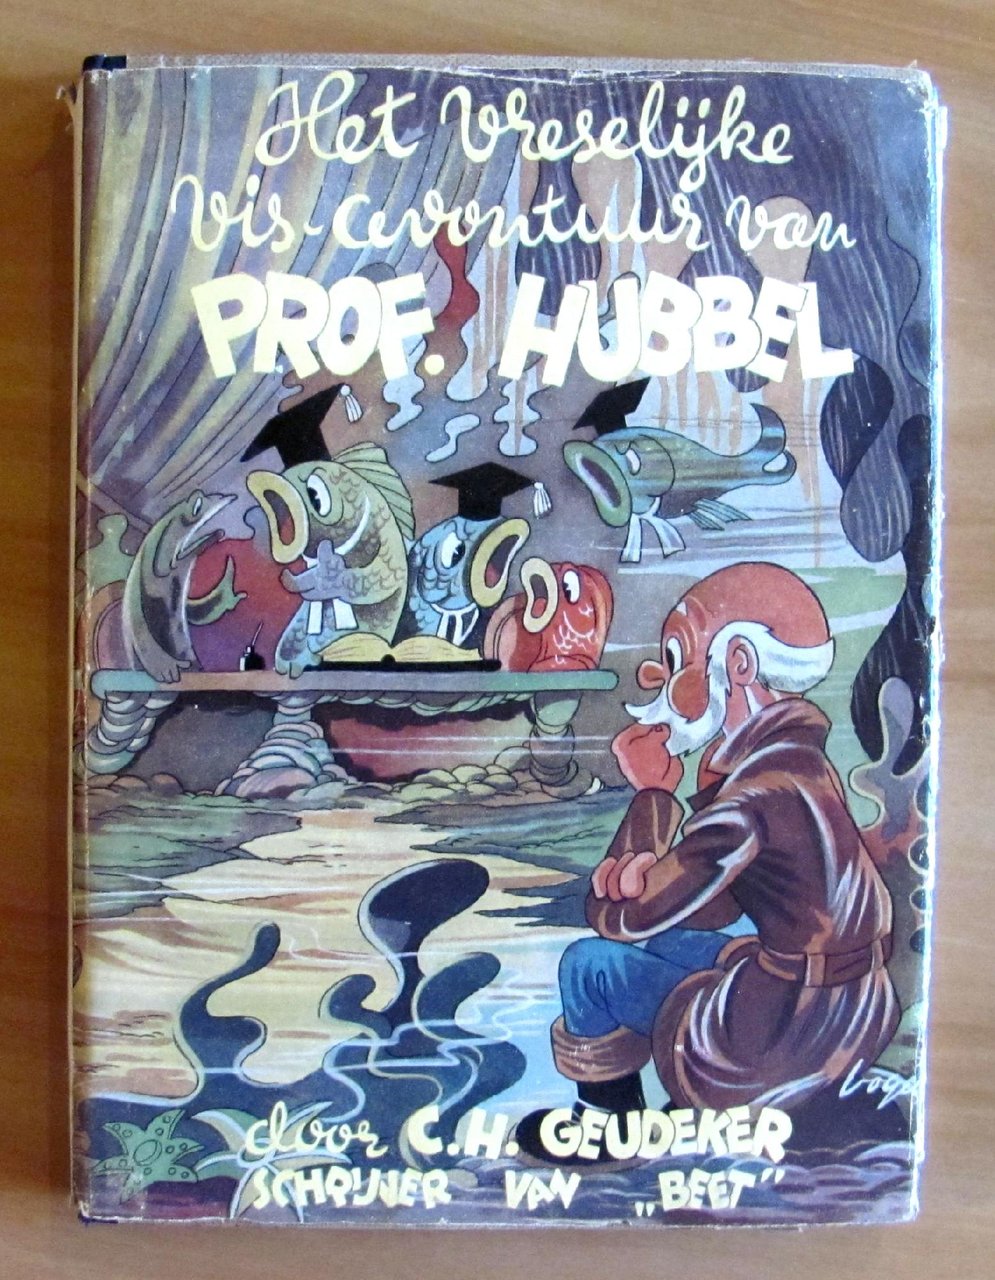 Het Vreselijke
Vis-avontuur van
PROF. HUBBEL
door C.H. GEUDEKER
SCHRIJVER VAN „BEET”